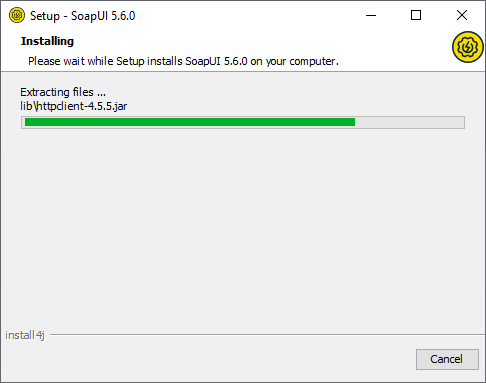 Setup - SoapUI 5.6.0
Installing
Please wait while Setup installs SoapUI 5.6.0 on your computer.
Extracting files ...
lib\httpclient-4.5.5.jar
install4j
Cancel